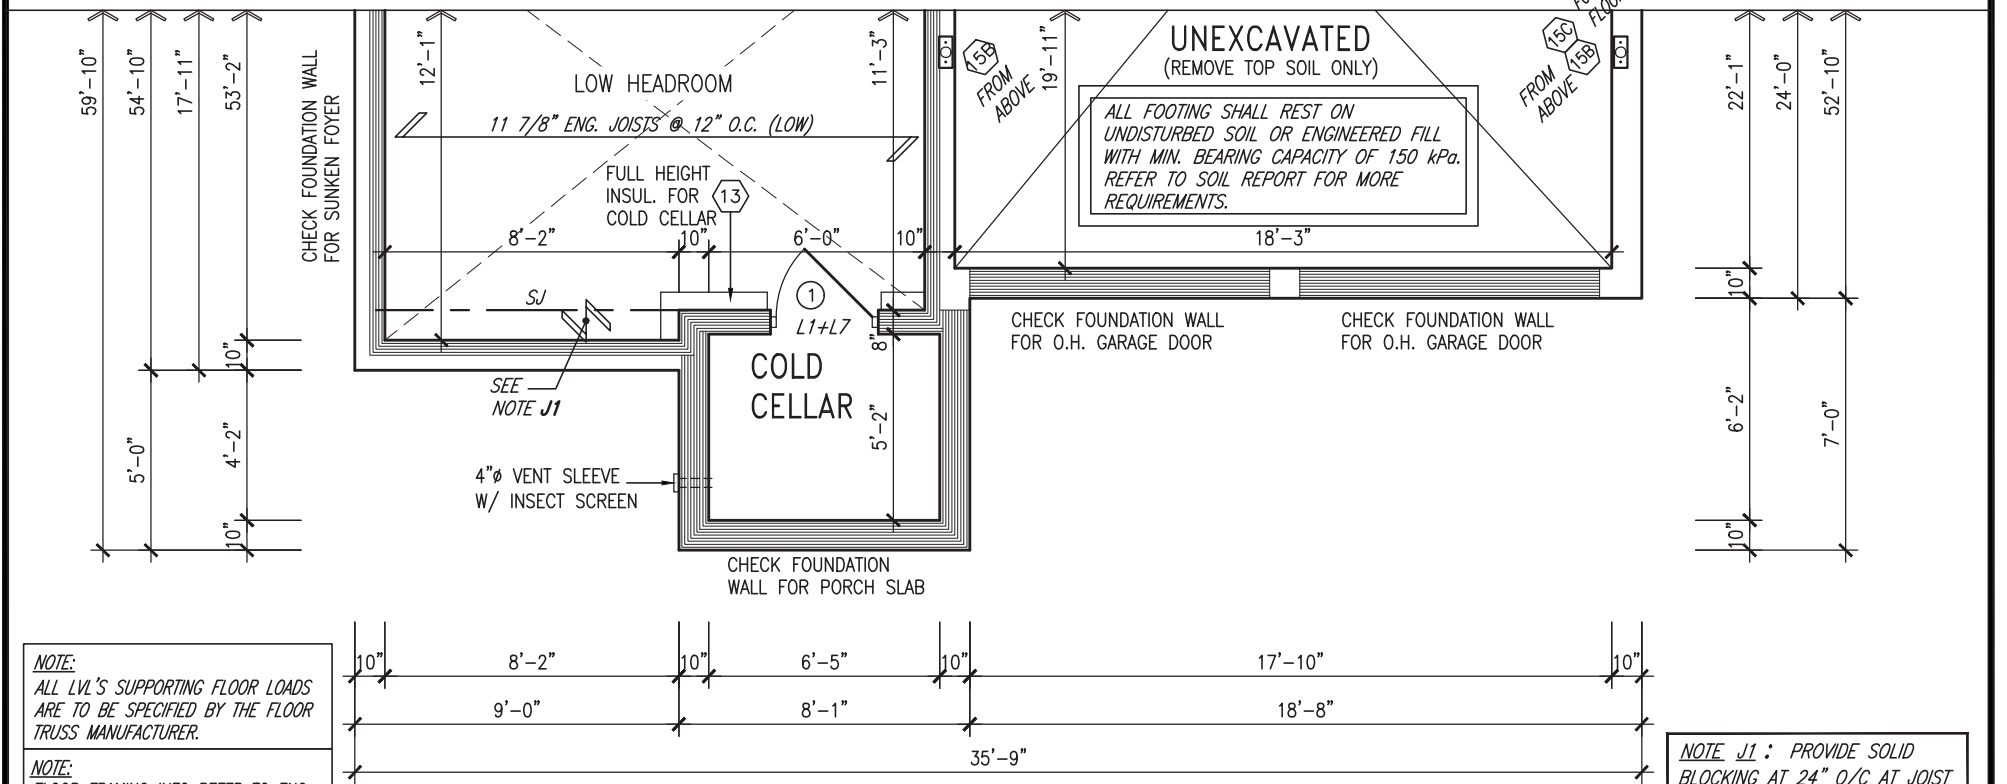 59'-10"
54'-10"
17'-11"
53'-2"
CHECK FOUNDATION WALL
FOR SUNKEN FOYER
12'-1"
11'-3"
LOW HEADROOM
11 7/8" ENG. JOISTS @ 12" O.C. (LOW)
FULL HEIGHT
INSUL. FOR
COLD CELLAR
13
15B
FROM
ABOVE
19'-11"
UNEXCAVATED
(REMOVE TOP SOIL ONLY)
ALL FOOTING SHALL REST ON
UNDISTURBED SOIL OR ENGINEERED FILL
WITH MIN. BEARING CAPACITY OF 150 kPa.
REFER TO SOIL REPORT FOR MORE
REQUIREMENTS.
15C
15B
FROM
ABOVE
22'-1"
24'-0"
52'-10"
8'-2"
10"
6'-0"
10"
18'-3"
SJ
1
L1+L7
8"
10"
10"
CHECK FOUNDATION WALL
FOR O.H. GARAGE DOOR
CHECK FOUNDATION WALL
FOR O.H. GARAGE DOOR
COLD
CELLAR
SEE
NOTE J1
5'-0"
4'-2"
5'-2"
6'-2"
7'-0"
4"ø VENT SLEEVE
W/ INSECT SCREEN
10"
10"
CHECK FOUNDATION
WALL FOR PORCH SLAB
10"
8'-2"
10"
6'-5"
10"
17'-10"
10"
9'-0"
8'-1"
18'-8"
35'-9"
NOTE:
ALL LVL'S SUPPORTING FLOOR LOADS
ARE TO BE SPECIFIED BY THE FLOOR
TRUSS MANUFACTURER.
NOTE:
NOTE J1 : PROVIDE SOLID
BLOCKING AT 24" O/C AT JOIST